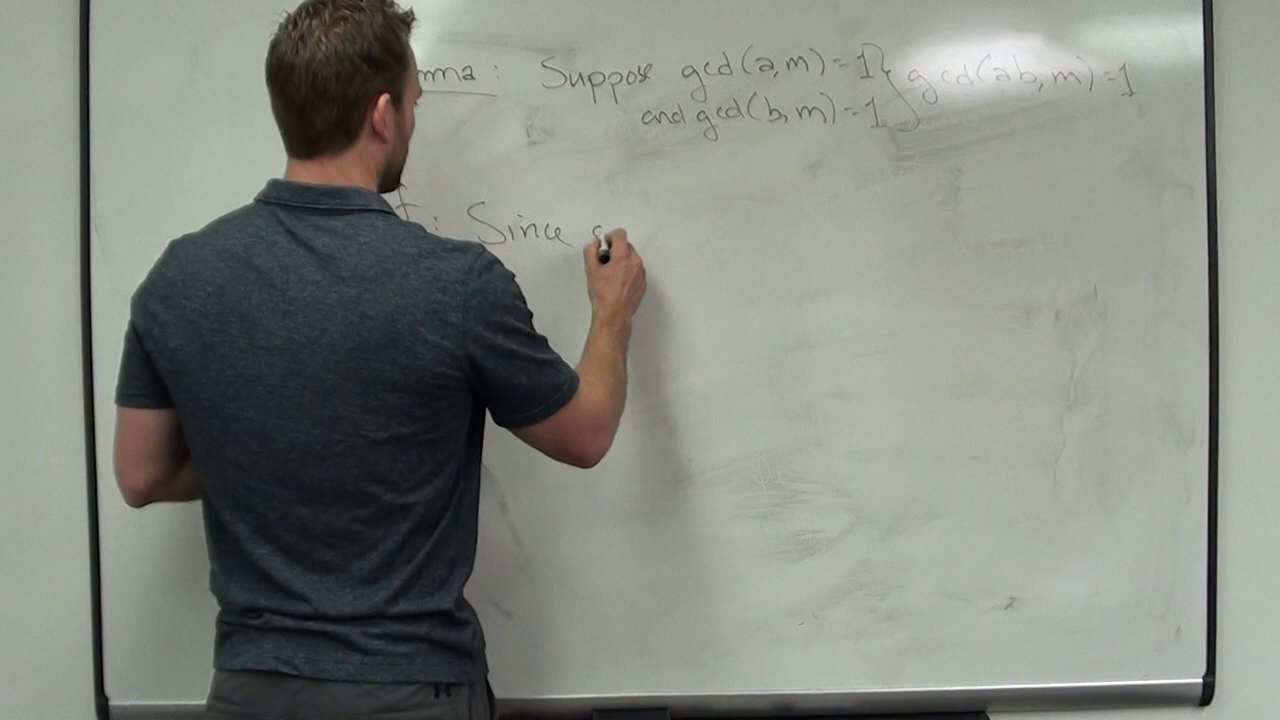 mma : Suppose gcd(a,m)=1 } gcd(ab,m)=1
and gcd(b,m)=1
f: Since g